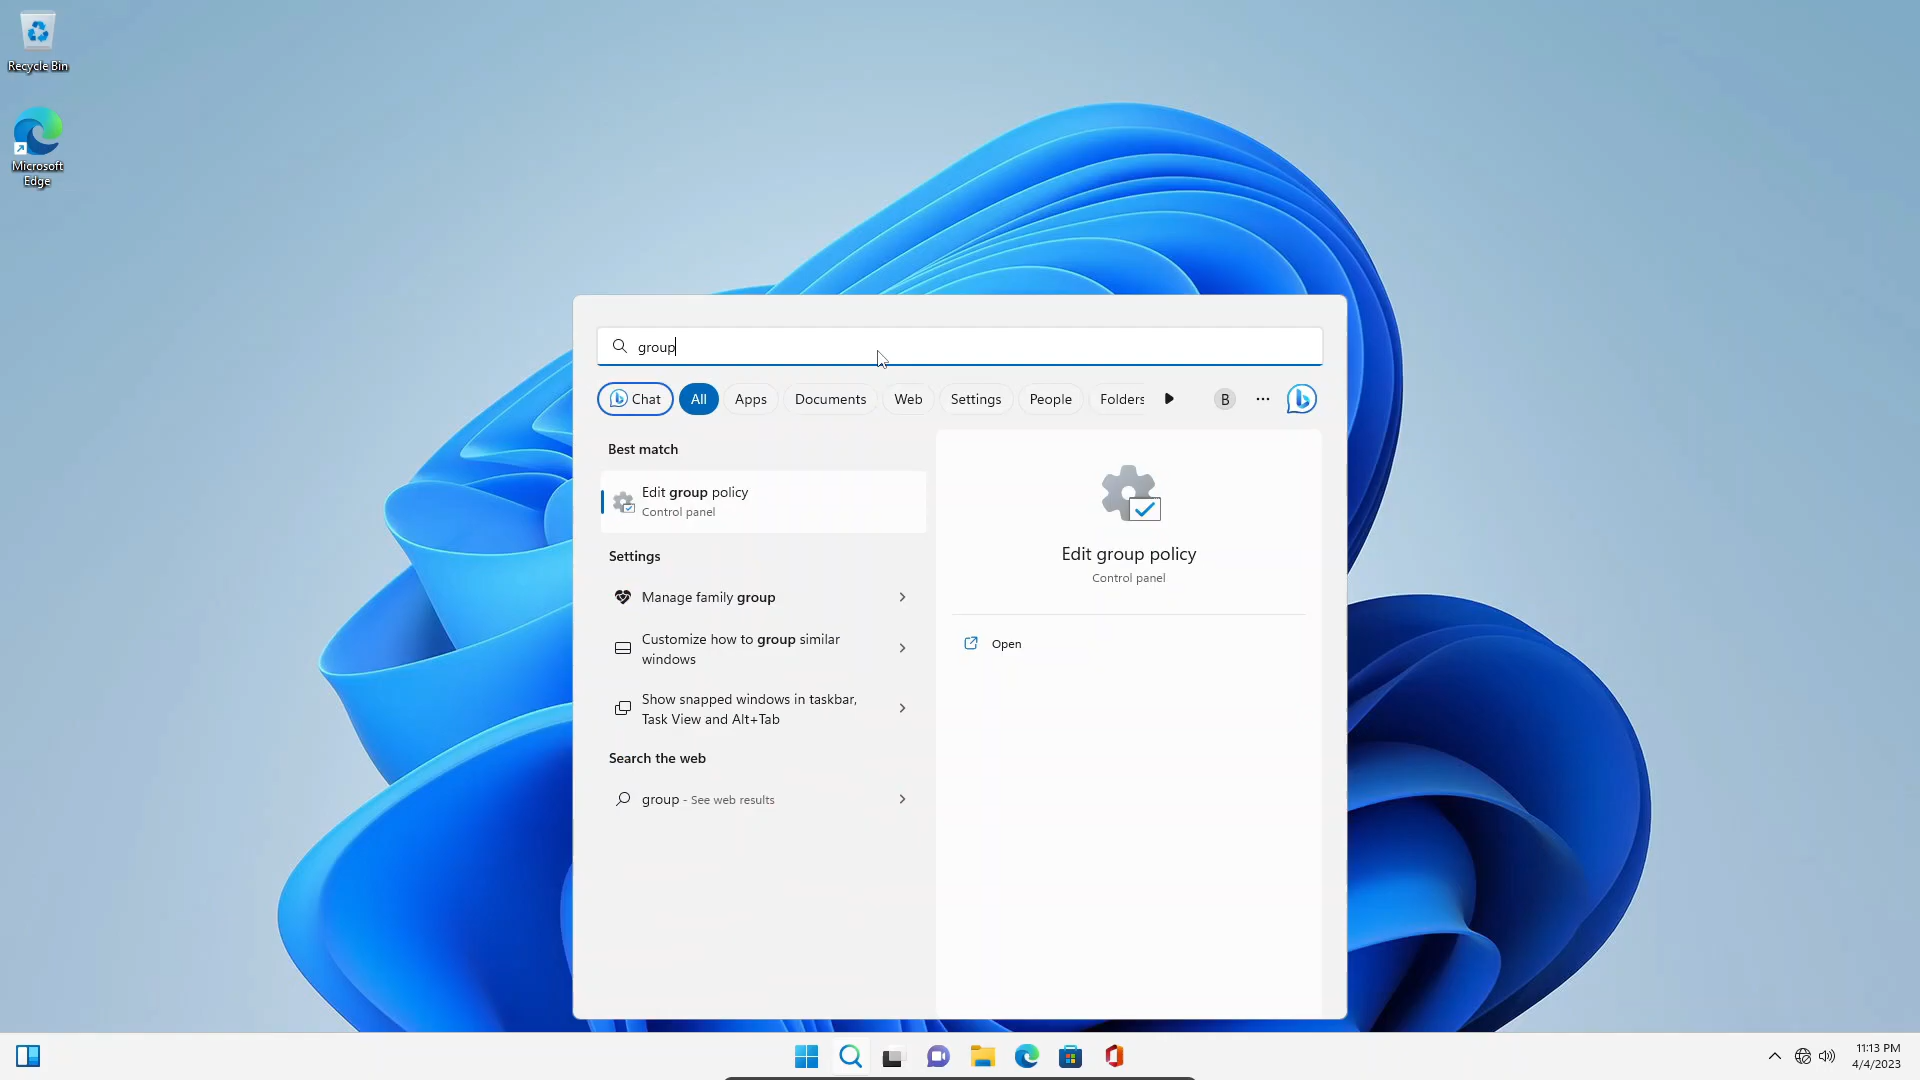 Recycle Bin
Microsoft
Edge
group
Chat
All
Apps
Documents
Web
Settings
People
Folders
B
Best match
Edit group policy
Control panel
Settings
Manage family group
Customize how to group similar
windows
Show snapped windows in taskbar,
Task View and Alt+Tab
Search the web
group - See web results
Edit group policy
Control panel
Open
11:13 PM
4/4/2023